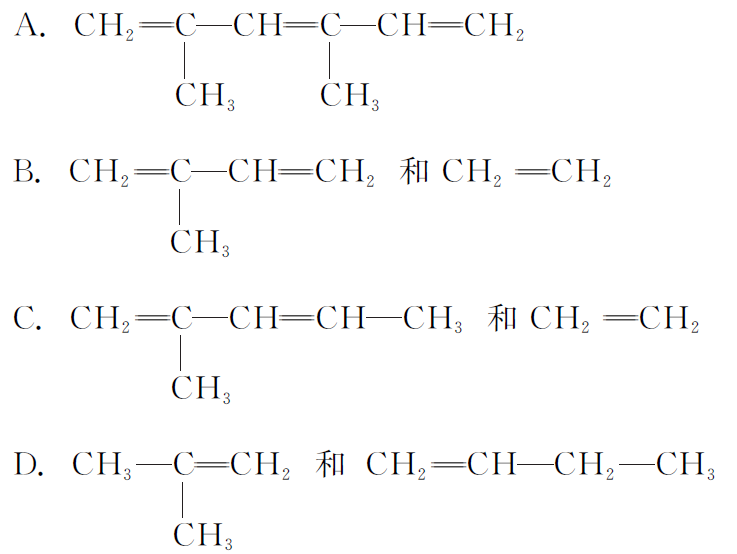 A. CH₂═C—CH═C—CH═CH₂
CH₃ CH₃
B. CH₂═C—CH═CH₂ 和 CH₂ ═CH₂
CH₃
C. CH₂═C—CH═CH—CH₃ 和 CH₂ ═CH₂
CH₃
D. CH₃—C═CH₂ 和 CH₂═CH—CH₂—CH₃
CH₃